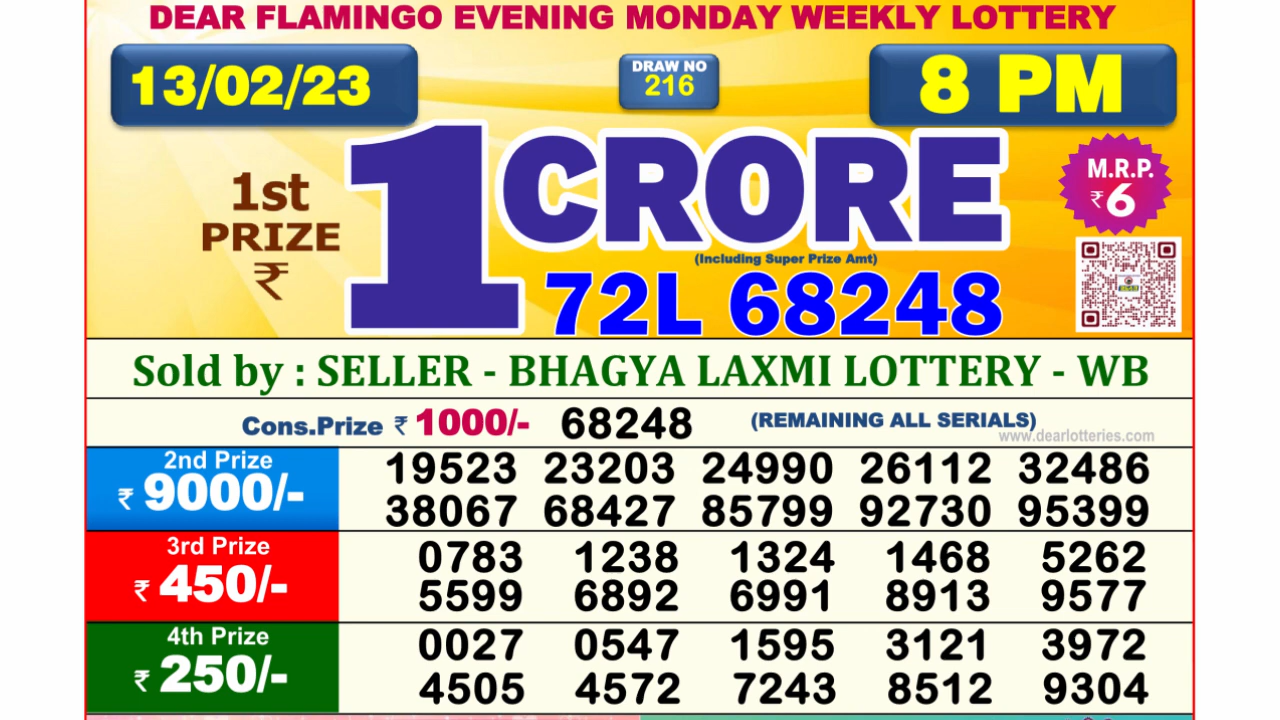 DEAR FLAMINGO EVENING MONDAY WEEKLY LOTTERY
13/02/23
DRAW NO
216
8 PM
1st
PRIZE
₹
1 CRORE
(Including Super Prize Amt)
72L 68248
M.R.P.
₹ 6
Sold by : SELLER - BHAGYA LAXMI LOTTERY - WB
Cons.Prize ₹ 1000/- 68248 (REMAINING ALL SERIALS)
www.dearlotteries.com
2nd Prize
₹ 9000/-
19523 23203 24990 26112 32486
38067 68427 85799 92730 95399
3rd Prize
₹ 450/-
0783 1238 1324 1468 5262
5599 6892 6991 8913 9577
4th Prize
₹ 250/-
0027 0547 1595 3121 3972
4505 4572 7243 8512 9304